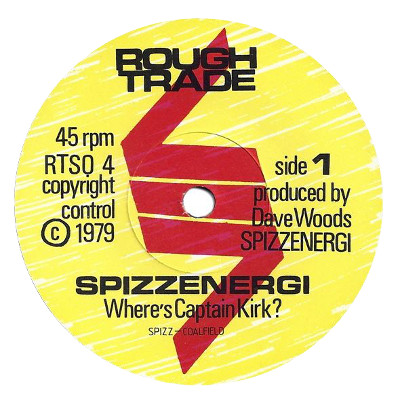 ROUGH
TRADE
45 rpm
RTSQ 4
copyright
control
© 1979
side 1
produced by
Dave Woods
SPIZZENERGI
SPIZZENERGI
Where's Captain Kirk?
SPIZZ – COALFIELD